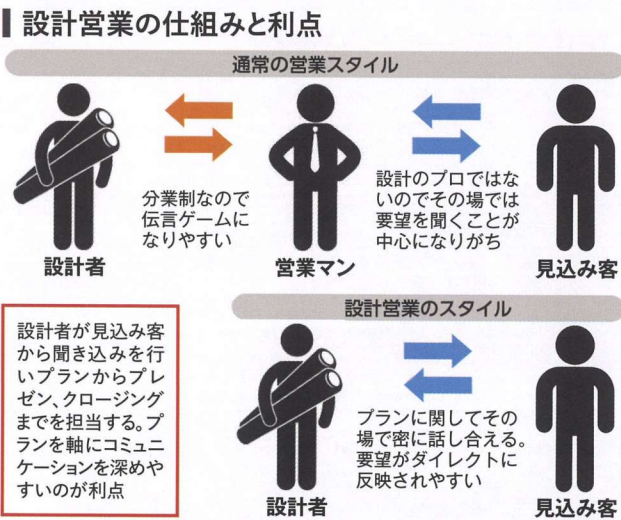 設計営業の仕組みと利点
通常の営業スタイル
分業制なので
伝言ゲームに
なりやすい
設計のプロではな
いのでその場では
要望を聞くことが
中心になりがち
設計者
営業マン
見込み客
設計営業のスタイル
設計者が見込み客
から聞き込みを行
いプランからプレ
ゼン、クロージング
までを担当する。プ
ランを軸にコミュニ
ケーションを深めや
すいのが利点
プランに関してその
場で密に話し合える。
要望がダイレクトに
反映されやすい
設計者
見込み客